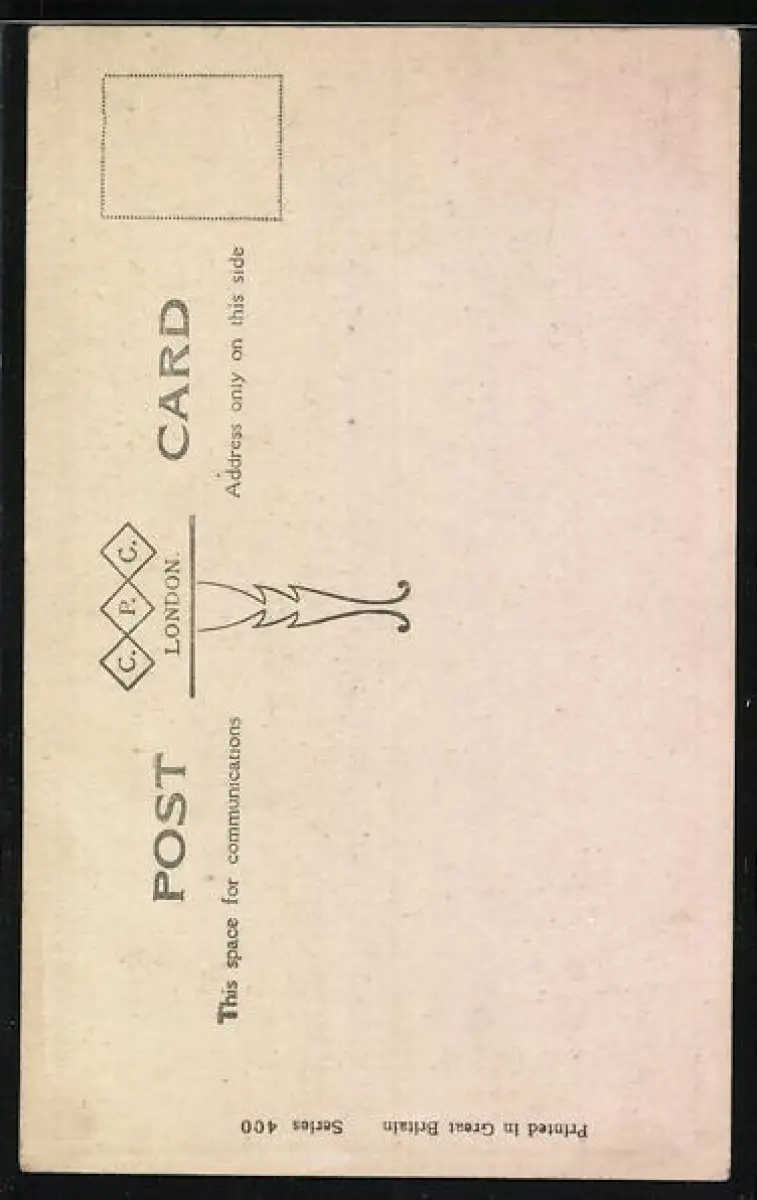 C. P. C.
LONDON.
POST CARD
This space for communications
Address only on this side
Printed in Great Britain Series 400